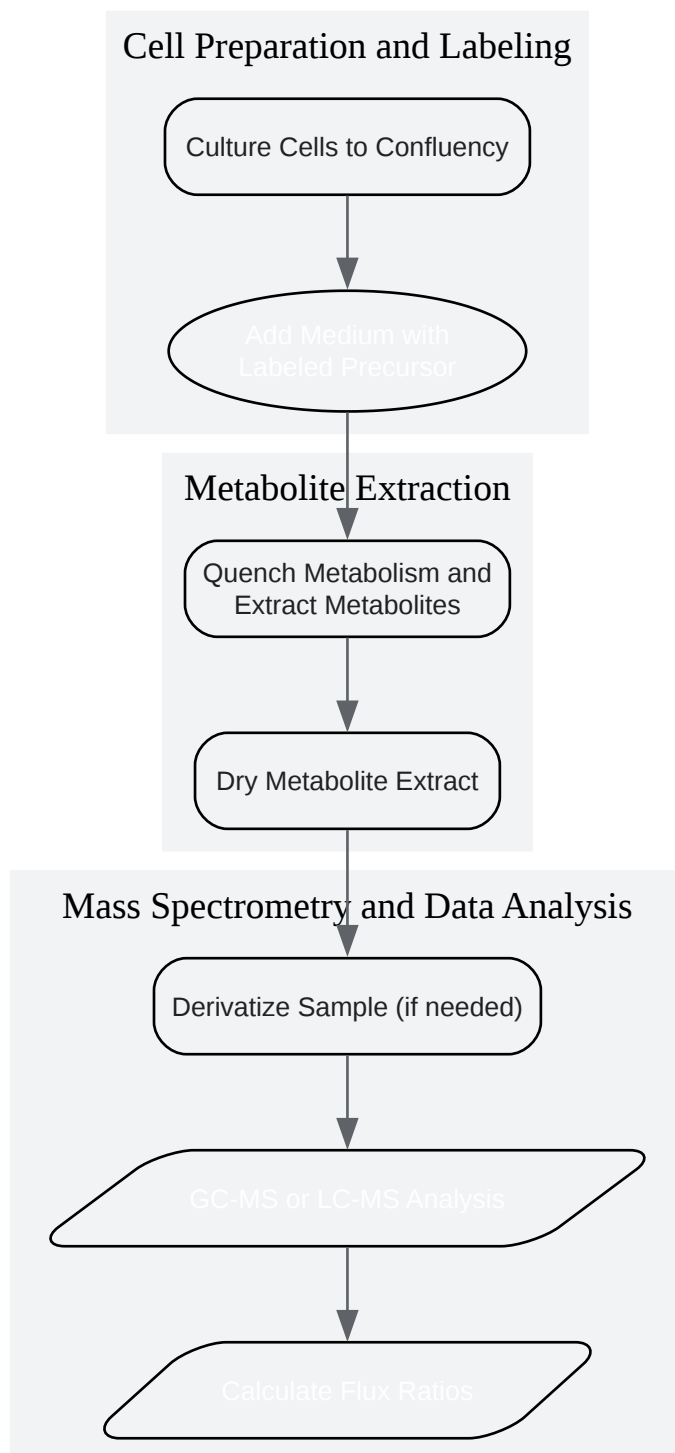 Cell Preparation and Labeling
Culture Cells to Confluency
Add Medium with
Labeled Precursor
Metabolite Extraction
Quench Metabolism and
Extract Metabolites
Dry Metabolite Extract
Mass Spectrometry and Data Analysis
Derivatize Sample (if needed)
GC-MS or LC-MS Analysis
Calculate Flux Ratios